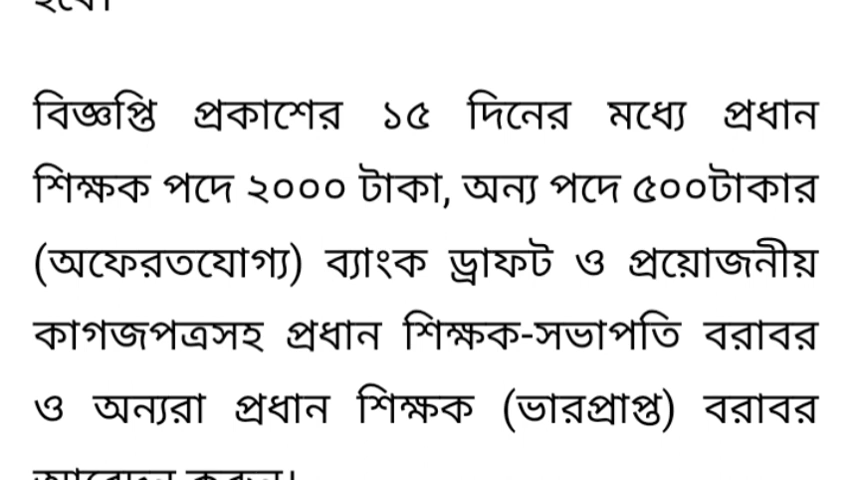 বিজ্ঞপ্তি প্রকাশের ১৫ দিনের মধ্যে প্রধান
শিক্ষক পদে ২০০০ টাকা, অন্য পদে ৫০০টাকার
(অফেরতযোগ্য) ব্যাংক ড্রাফট ও প্রয়োজনীয়
কাগজপত্রসহ প্রধান শিক্ষক-সভাপতি বরাবর
ও অন্যরা প্রধান শিক্ষক (ভারপ্রাপ্ত) বরাবর